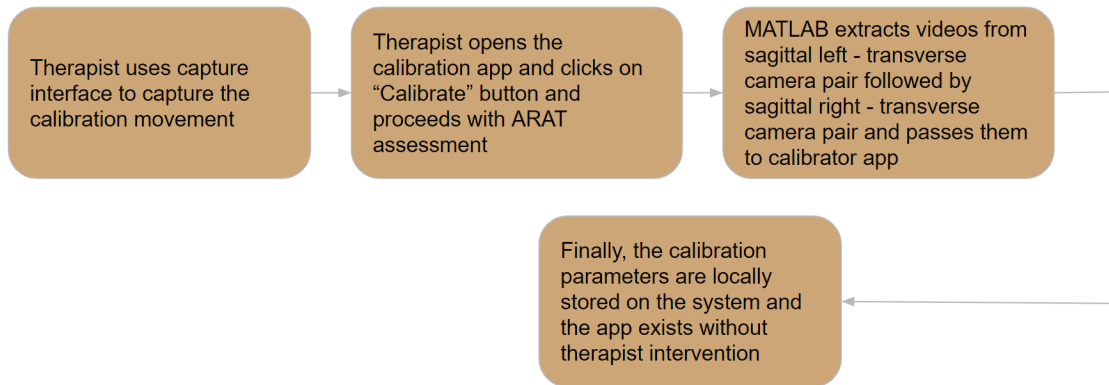 Therapist uses capture
interface to capture the
calibration movement
Therapist opens the
calibration app and clicks on
“Calibrate” button and
proceeds with ARAT
assessment
MATLAB extracts videos from
sagittal left - transverse
camera pair followed by
sagittal right - transverse
camera pair and passes them
to calibrator app
Finally, the calibration
parameters are locally
stored on the system and
the app exists without
therapist intervention